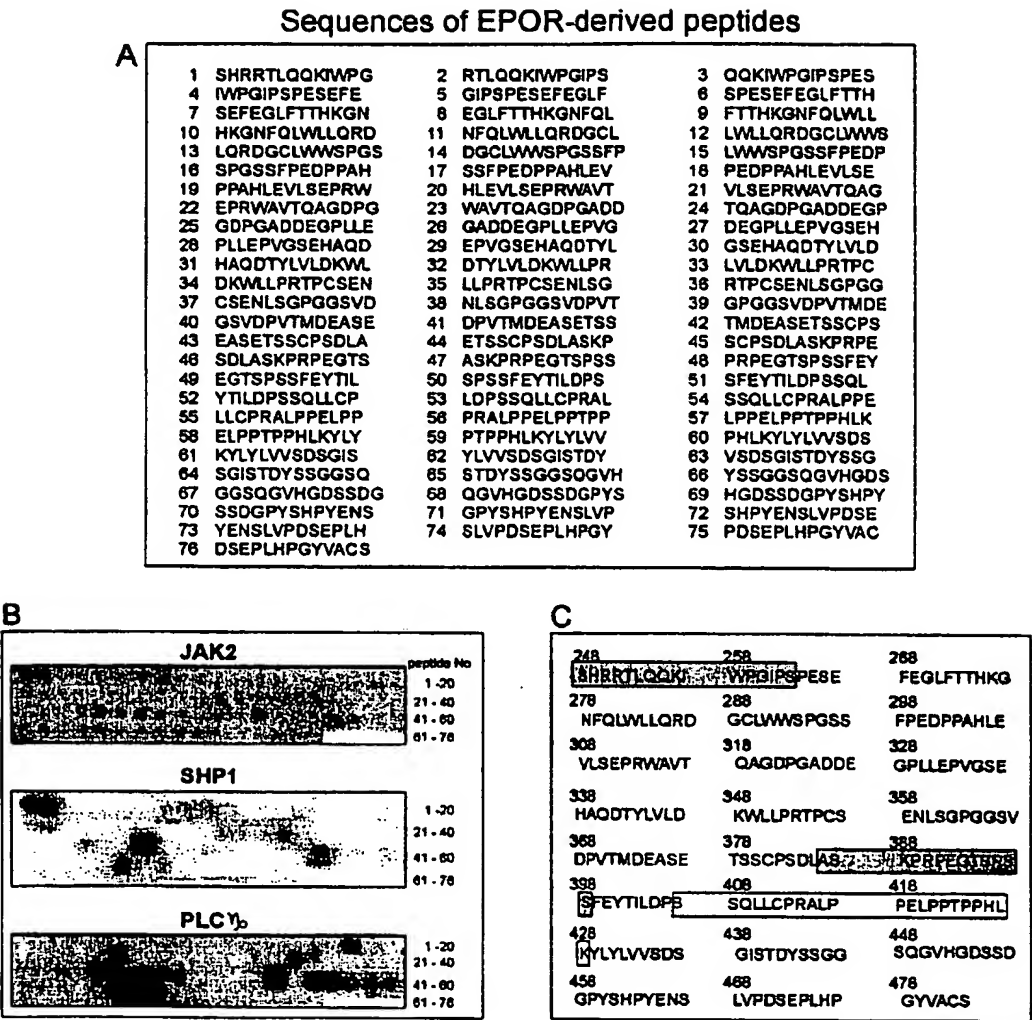 Sequences of EPOR-derived peptides
A
1 SHRRTLQQKIWPG 2 RTLQQKIWPGIPS 3 QQKIWPGIPSPES
4 IWPGIPSPESEFE 5 GIPSPESEFEGLF 6 SPESEFEGLFTTH
7 SEFEGLFTTHKGN 8 EGLFTTHKGNFQL 9 FTTHKGNFQLWLL
10 HKGNFQLWLLQRD 11 NFQLWLLQRDGCL 12 LWLLQRDGCLWWS
13 LQRDGCLWWSPGS 14 DGCLWWSPGSSFP 15 LWWSPGSSFPEDP
16 SPGSSFPEDPPAH 17 SSFPEDPPAHLEV 18 PEDPPAHLEVLSE
19 PPAHLEVLSEPRW 20 HLEVLSEPRWAVT 21 VLSEPRWAVTQAG
22 EPRWAVTQAGDPG 23 WAVTQAGDPGADD 24 TQAGDPGADDEGP
25 GDPGADDEGPLLE 26 GADDEGPLLEPVG 27 DEGPLLEPVGSEH
28 PLLEPVGSEHAQD 29 EPVGSEHAQDTYL 30 GSEHAQDTYLVLD
31 HAQDTYLVLDKWL 32 DTYLVLDKWLLPR 33 LVLDKWLLPRTPC
34 DKWLLPRTPCSEN 35 LLPRTPCSENLSG 36 RTPCSENLSGPGG
37 CSENLSGPGGSVD 38 NLSGPGGSVDPVT 39 GPGGSVDPVTMDE
40 GSVDPVTMDEASE 41 DPVTMDEASETSS 42 TMDEASETSSCPS
43 EASETSSCPSDLA 44 ETSSCPSDLASKP 45 SCPSDLASKPRPE
46 SDLASKPRPEGTS 47 ASKPRPEGTSPSS 48 PRPEGTSPSSFEY
49 EGTSPSSFEYTIL 50 SPSSFEYTILDPS 51 SFEYTILDPSSQL
52 YTILDPSSQLLCP 53 LDPSSQLLCPRAL 54 SSQLLCPRALPPE
55 LLCPRALPPELPP 56 PRALPPELPPTPP 57 LPPELPPTPPHLK
58 ELPPTPPHLKYLY 59 PTPPHLKYLYLVV 60 PHLKYLYLVVSDS
61 KYLYLVVSDSGIS 62 YLVVSDSGISTDY 63 VSDSGISTDYSSG
64 SGISTDYSSGGSQ 65 STDYSSGGSQGVH 66 YSSGGSQGVHGDS
67 GGSQGVHGDSSDG 68 QGVHGDSSDGPYS 69 HGDSSDGPYSHPY
70 SSDGPYSHPYENS 71 GPYSHPYENSLVP 72 SHPYENSLVPDSE
73 YENSLVPDSEPLH 74 SLVPDSEPLHPGY 75 PDSEPLHPGYVAC
76 DSEPLHPGYVACS
B
JAK2
peptide No
1 - 20
21 - 40
41 - 60
61 - 76
SHP1
1 - 20
21 - 40
41 - 60
61 - 76
PLCγ₂
1 - 20
21 - 40
41 - 60
61 - 76
C
248 258 268
SHRRTLQQKI WPGIPSPESE FEGLFTTHKG
278 288 298
NFQLWLLQRD GCLWWSPGSS FPEDPPAHLE
308 318 328
VLSEPRWAVT QAGDPGADDE GPLLEPVGSE
338 348 358
HAQDTYLVLD KWLLPRTPCS ENLSGPGGSV
368 378 388
DPVTMDEASE TSSCPSDLAS KPRPEGTSPS
398 408 418
SFEYTILDPS SQLLCPRALP PELPPTPPHL
428 438 448
KYLYLVVSDS GISTDYSSGG SQGVHGDSSD
458 468 478
GPYSHPYENS LVPDSEPLHP GYVACS